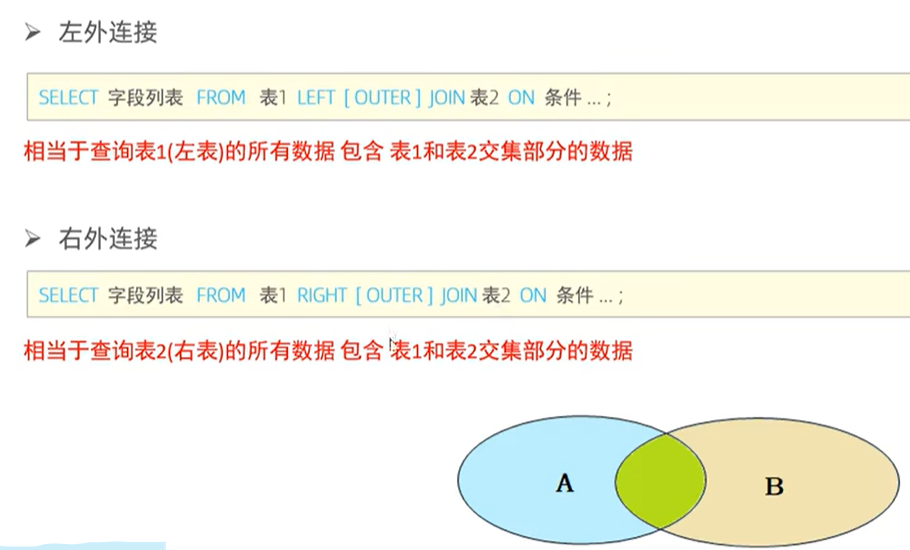 左外连接
SELECT 字段列表 FROM 表1 LEFT [ OUTER ] JOIN 表2 ON 条件 ... ;
相当于查询表1(左表)的所有数据 包含 表1和表2交集部分的数据
右外连接
SELECT 字段列表 FROM 表1 RIGHT [ OUTER ] JOIN 表2 ON 条件 ... ;
相当于查询表2(右表)的所有数据 包含 表1和表2交集部分的数据
A
B